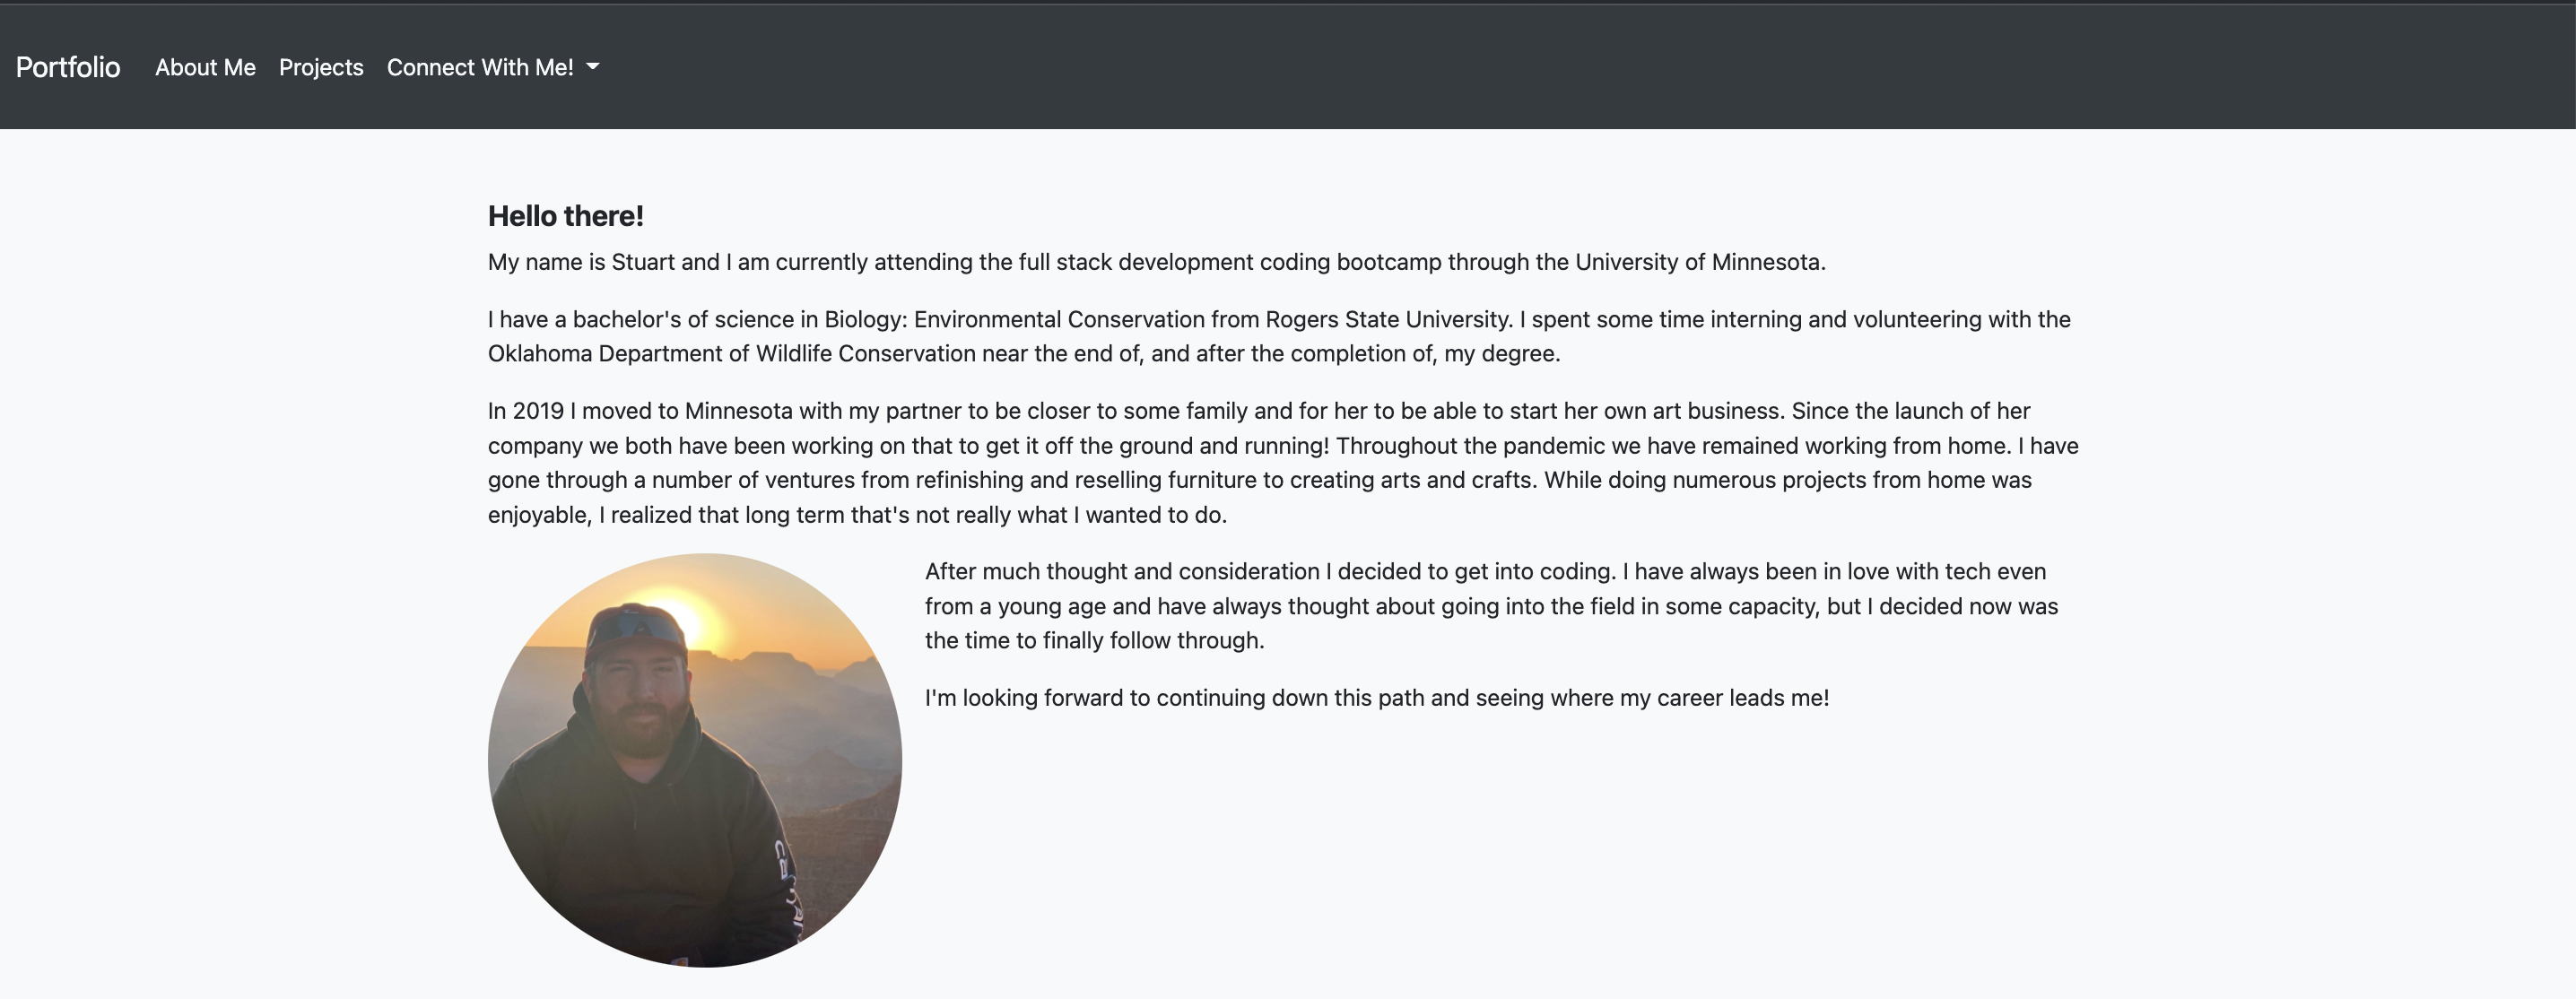 Portfolio About Me Projects Connect With Me!
Hello there!
My name is Stuart and I am currently attending the full stack development coding bootcamp through the University of Minnesota.
I have a bachelor's of science in Biology: Environmental Conservation from Rogers State University. I spent some time interning and volunteering with the
Oklahoma Department of Wildlife Conservation near the end of, and after the completion of, my degree.
In 2019 I moved to Minnesota with my partner to be closer to some family and for her to be able to start her own art business. Since the launch of her
company we both have been working on that to get it off the ground and running! Throughout the pandemic we have remained working from home. I have
gone through a number of ventures from refinishing and reselling furniture to creating arts and crafts. While doing numerous projects from home was
enjoyable, I realized that long term that's not really what I wanted to do.
After much thought and consideration I decided to get into coding. I have always been in love with tech even
from a young age and have always thought about going into the field in some capacity, but I decided now was
the time to finally follow through.
I'm looking forward to continuing down this path and seeing where my career leads me!